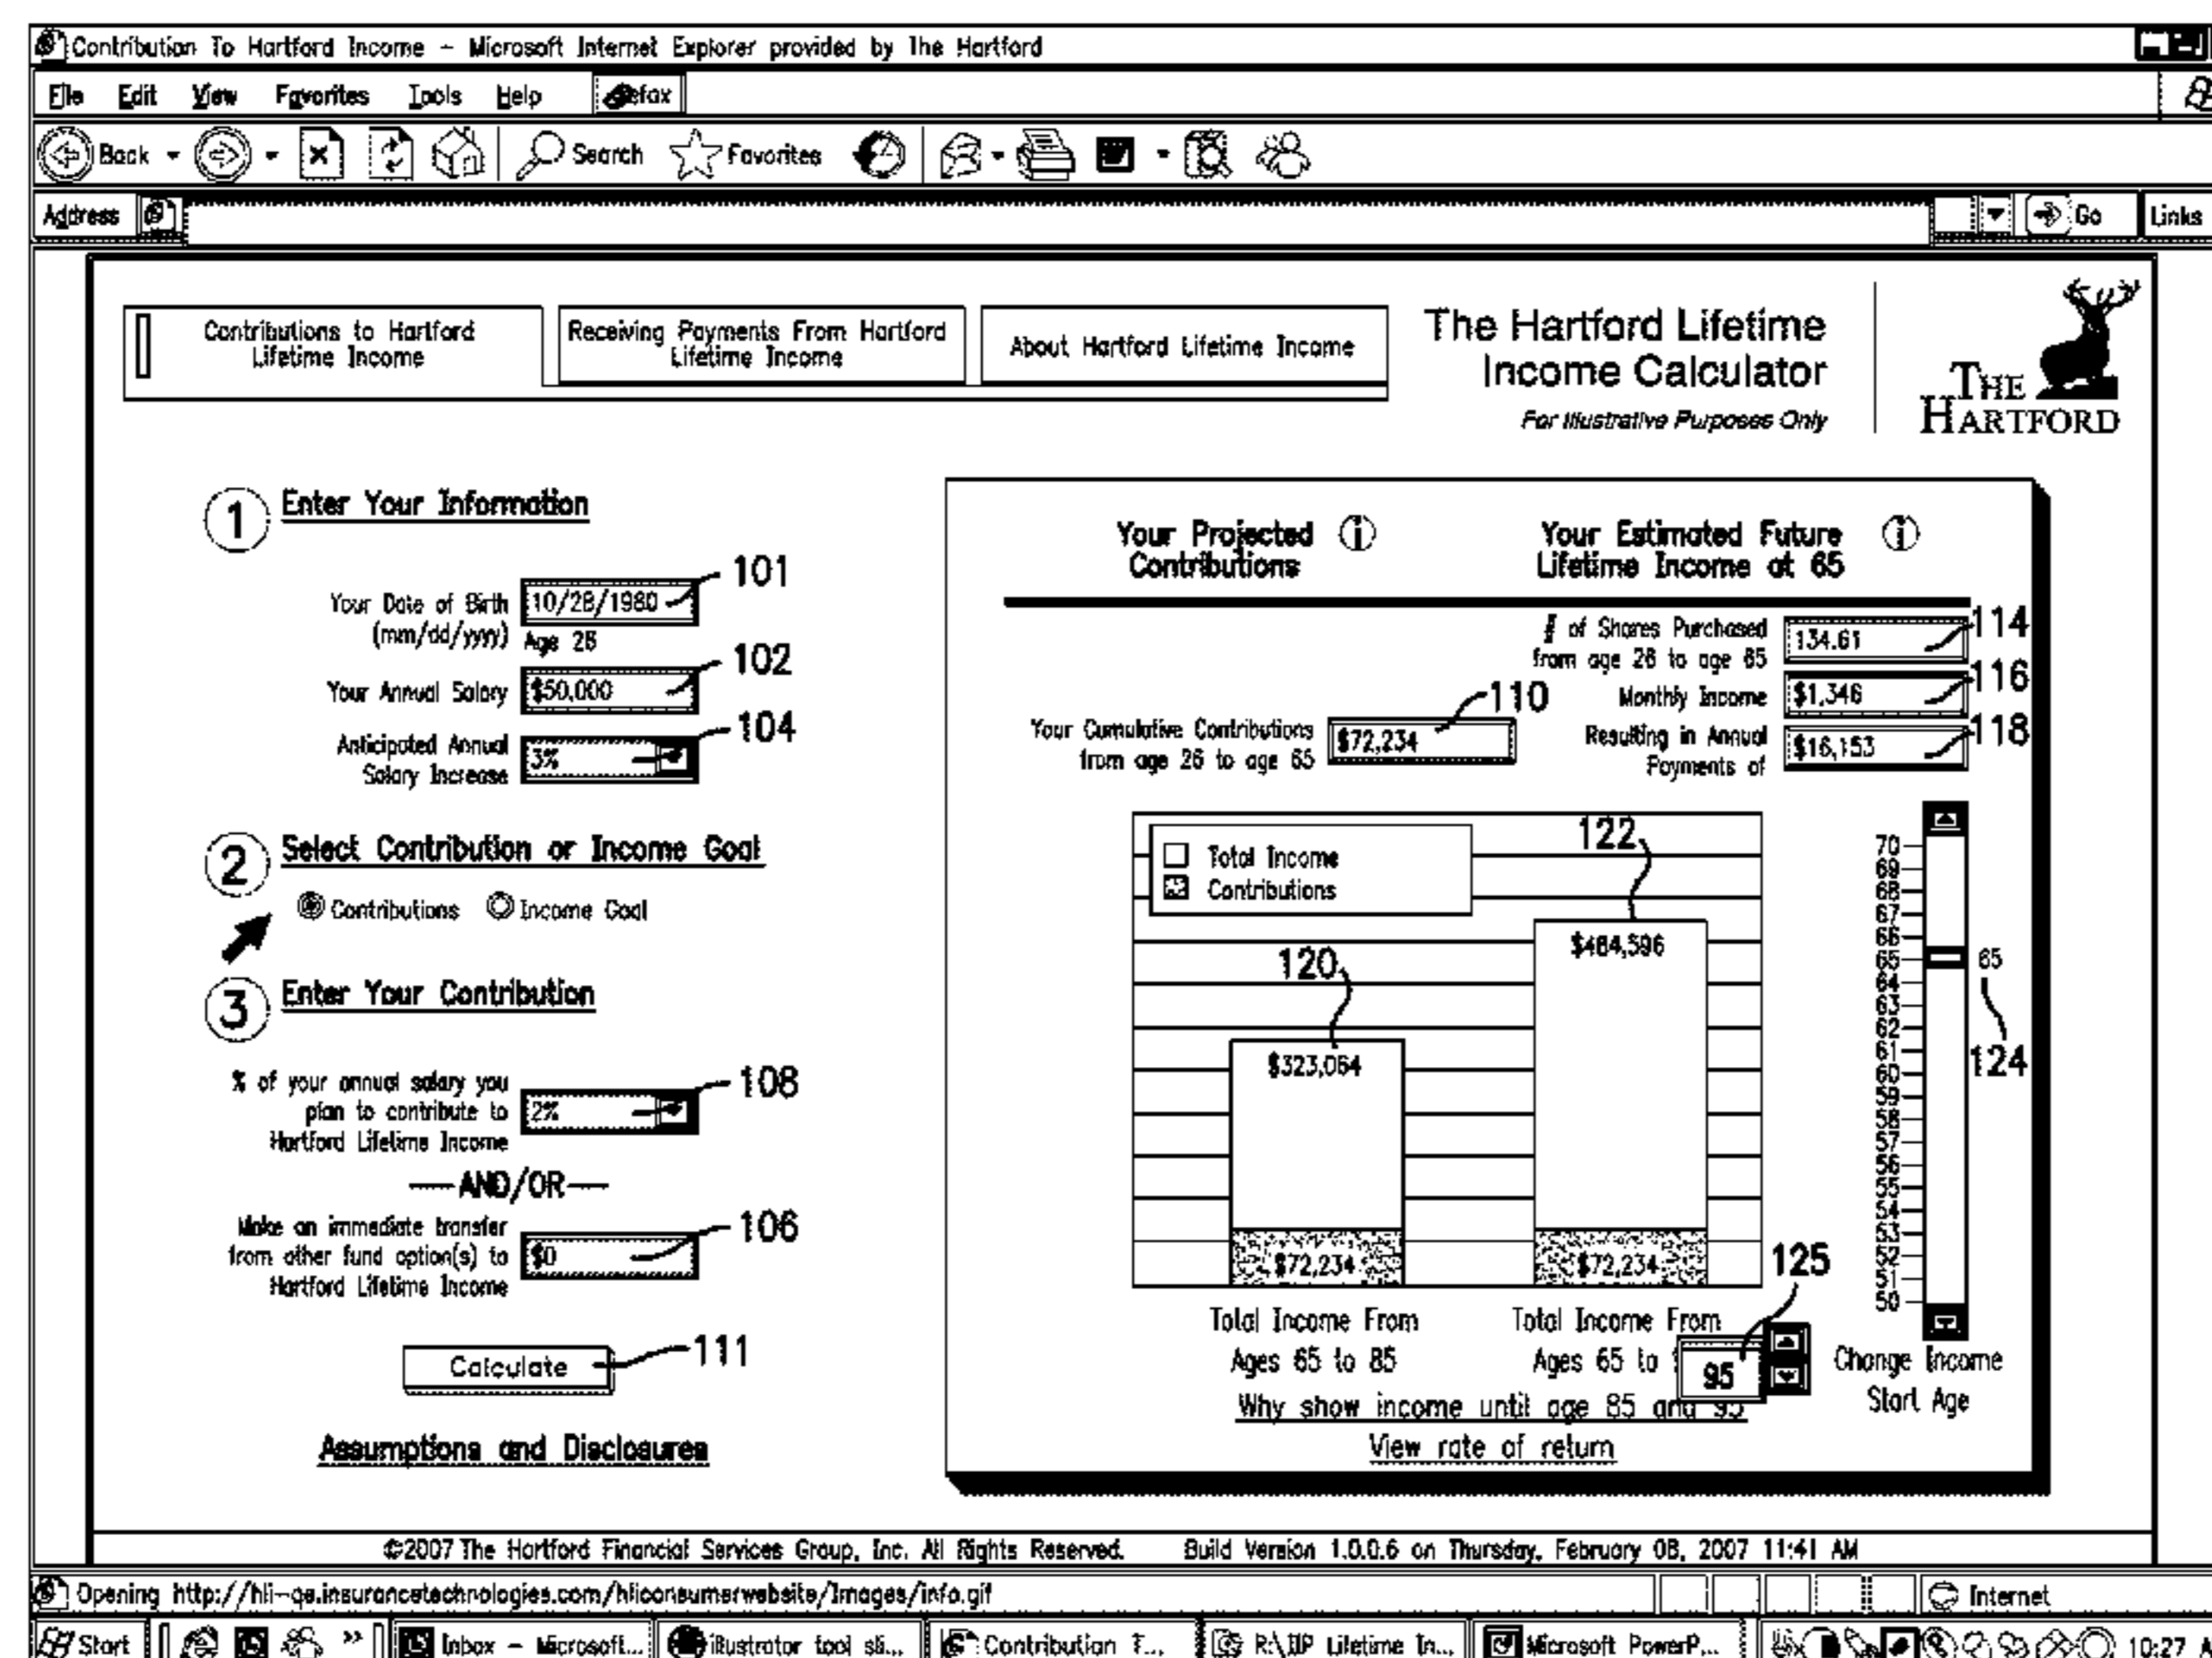 Contribution To Hartford Income – Microsoft Internet Explorer provided by The Hartford
File Edit View Favorites Tools Help
Back Search Favorites
Address Go Links
Contributions to Hartford
Lifetime Income
Receiving Payments From Hartford
Lifetime Income
About Hartford Lifetime Income
The Hartford Lifetime
Income Calculator
For Illustrative Purposes Only
THE
HARTFORD
1 Enter Your Information
Your Date of Birth
(mm/dd/yyyy)
10/28/1980
101
Age 26
Your Annual Salary
$50,000
102
Anticipated Annual
Salary Increase
3%
104
2 Select Contribution or Income Goal
Contributions Income Goal
3 Enter Your Contribution
% of your annual salary you
plan to contribute to
Hartford Lifetime Income
2%
108
AND/OR
Make an immediate transfer
from other fund option(s) to
Hartford Lifetime Income
$0
106
Calculate
111
Assumptions and Disclosures
Your Projected
Contributions
i
Your Estimated Future
Lifetime Income at 65
i
# of Shares Purchased
from age 26 to age 65
134.61
114
Monthly Income
$1,346
116
Resulting in Annual
Payments of
$16,153
118
Your Cumulative Contributions
from age 26 to age 65
$72,234
110
Total Income
Contributions
120
$323,064
$72,234
122
$484,596
$72,234
Total Income From
Ages 65 to 85
Total Income From
Ages 65 to
95
125
Why show income until age 85 and 95
View rate of return
70
69
68
67
66
65
64
63
62
61
60
59
58
57
56
55
54
53
52
51
50
65
124
Change Income
Start Age
©2007 The Hartford Financial Services Group, Inc. All Rights Reserved.
Build Version 1.0.0.6 on Thursday, February 08, 2007 11:41 AM
Opening http://hli-qa.insurancetechnologies.com/hliconsumerwebsite/Images/info.gif
Internet
Start
Inbox – Microsoft...
illustrator tool sli...
Contribution T...
Lifetime In...
Microsoft PowerP...
10:27 A